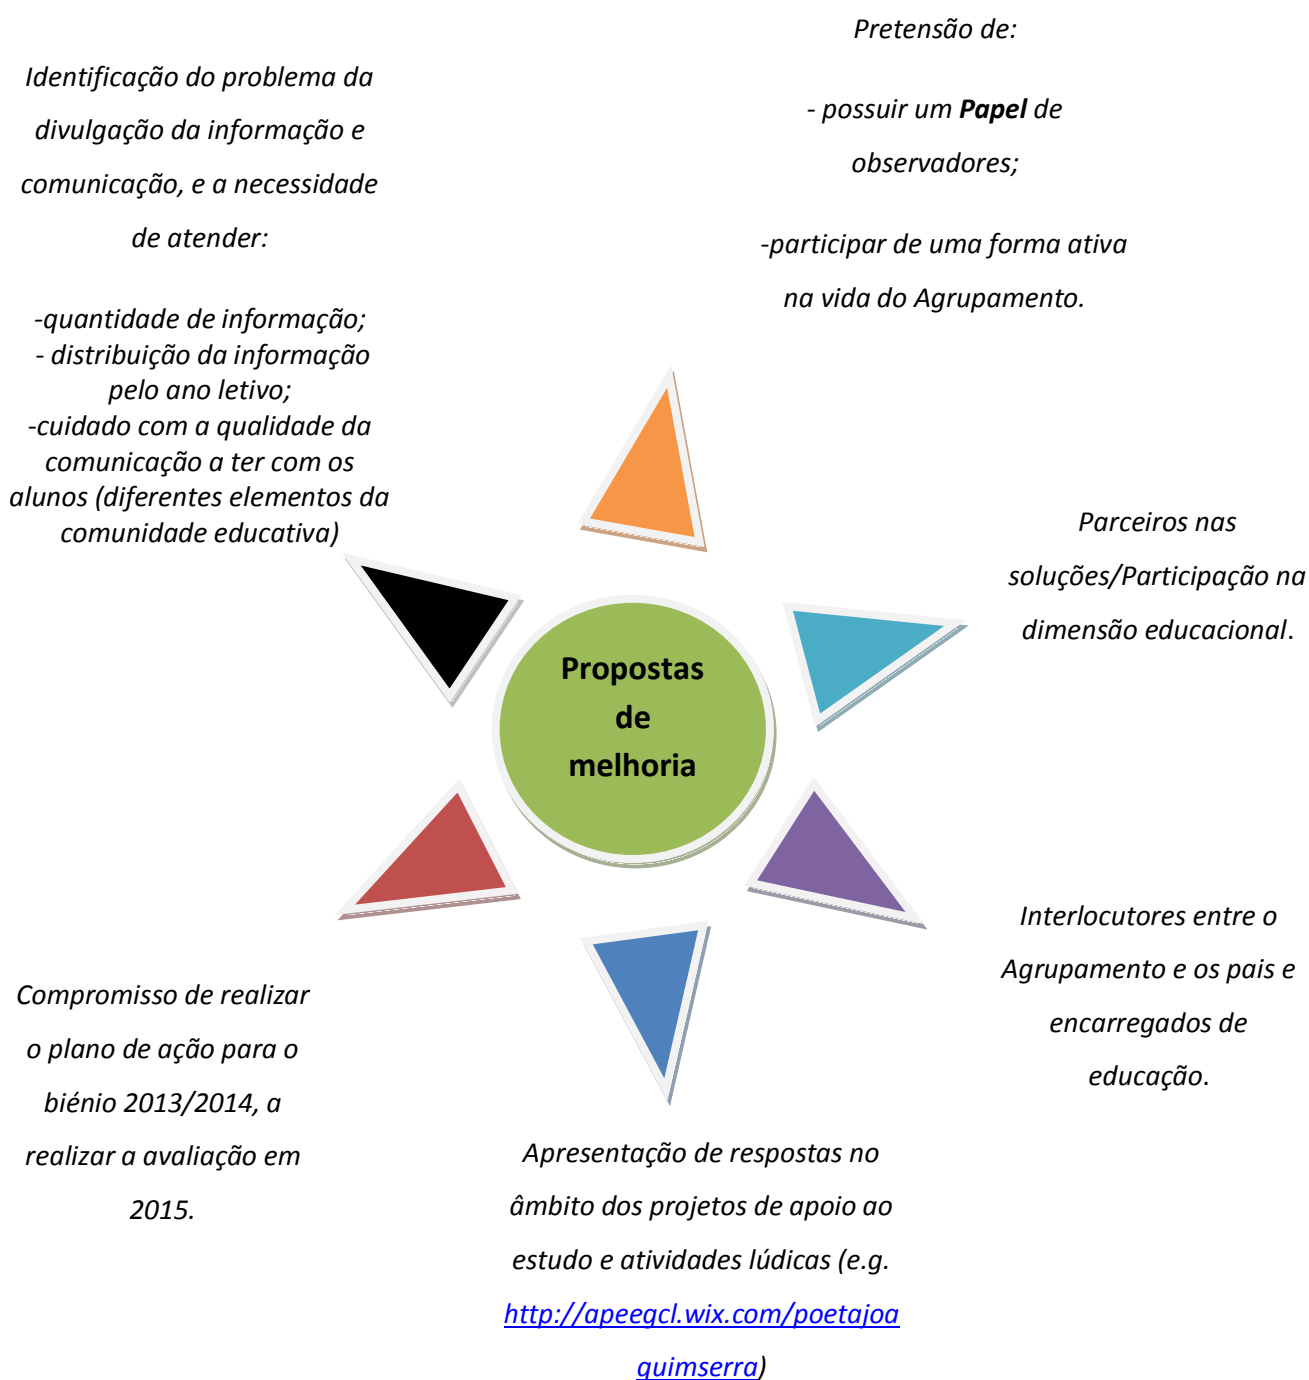 Pretensão de:
- possuir um Papel de
observadores;
-participar de uma forma ativa
na vida do Agrupamento.
Identificação do problema da
divulgação da informação e
comunicação, e a necessidade
de atender:
-quantidade de informação;
- distribuição da informação
pelo ano letivo;
-cuidado com a qualidade da
comunicação a ter com os
alunos (diferentes elementos da
comunidade educativa)
Parceiros nas
soluções/Participação na
dimensão educacional.
Propostas
de
melhoria
Interlocutores entre o
Agrupamento e os pais e
encarregados de
educação.
Compromisso de realizar
o plano de ação para o
biénio 2013/2014, a
realizar a avaliação em
2015.
Apresentação de respostas no
âmbito dos projetos de apoio ao
estudo e atividades lúdicas (e.g.
http://apeegcl.wix.com/poetajoa
quimserra)